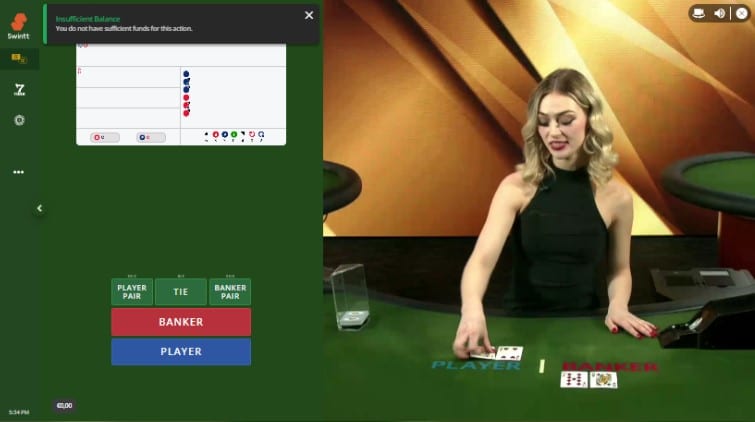 Insufficient Balance
You do not have sufficient funds for this action.
Swintt
PLAYER
PAIR
TIE
BANKER
PAIR
BANKER
PLAYER
5:34 PM
€0,00
PLAYER
BANKER